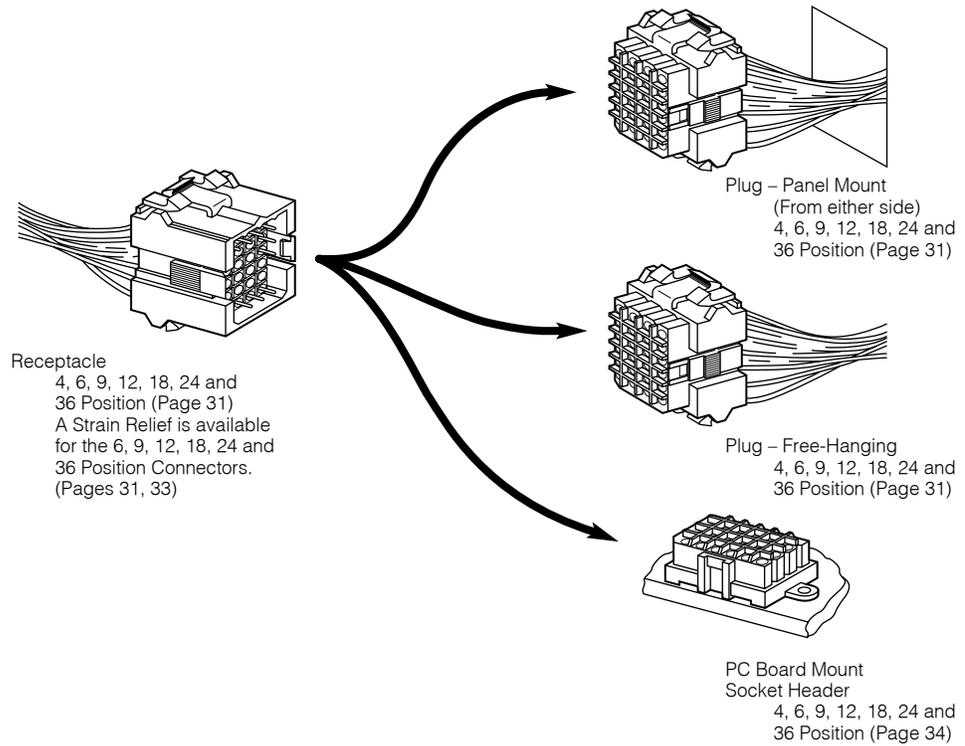 Receptacle
4, 6, 9, 12, 18, 24 and
36 Position (Page 31)
A Strain Relief is available
for the 6, 9, 12, 18, 24 and
36 Position Connectors.
(Pages 31, 33)
Plug – Panel Mount
(From either side)
4, 6, 9, 12, 18, 24 and
36 Position (Page 31)
Plug – Free-Hanging
4, 6, 9, 12, 18, 24 and
36 Position (Page 31)
PC Board Mount
Socket Header
4, 6, 9, 12, 18, 24 and
36 Position (Page 34)